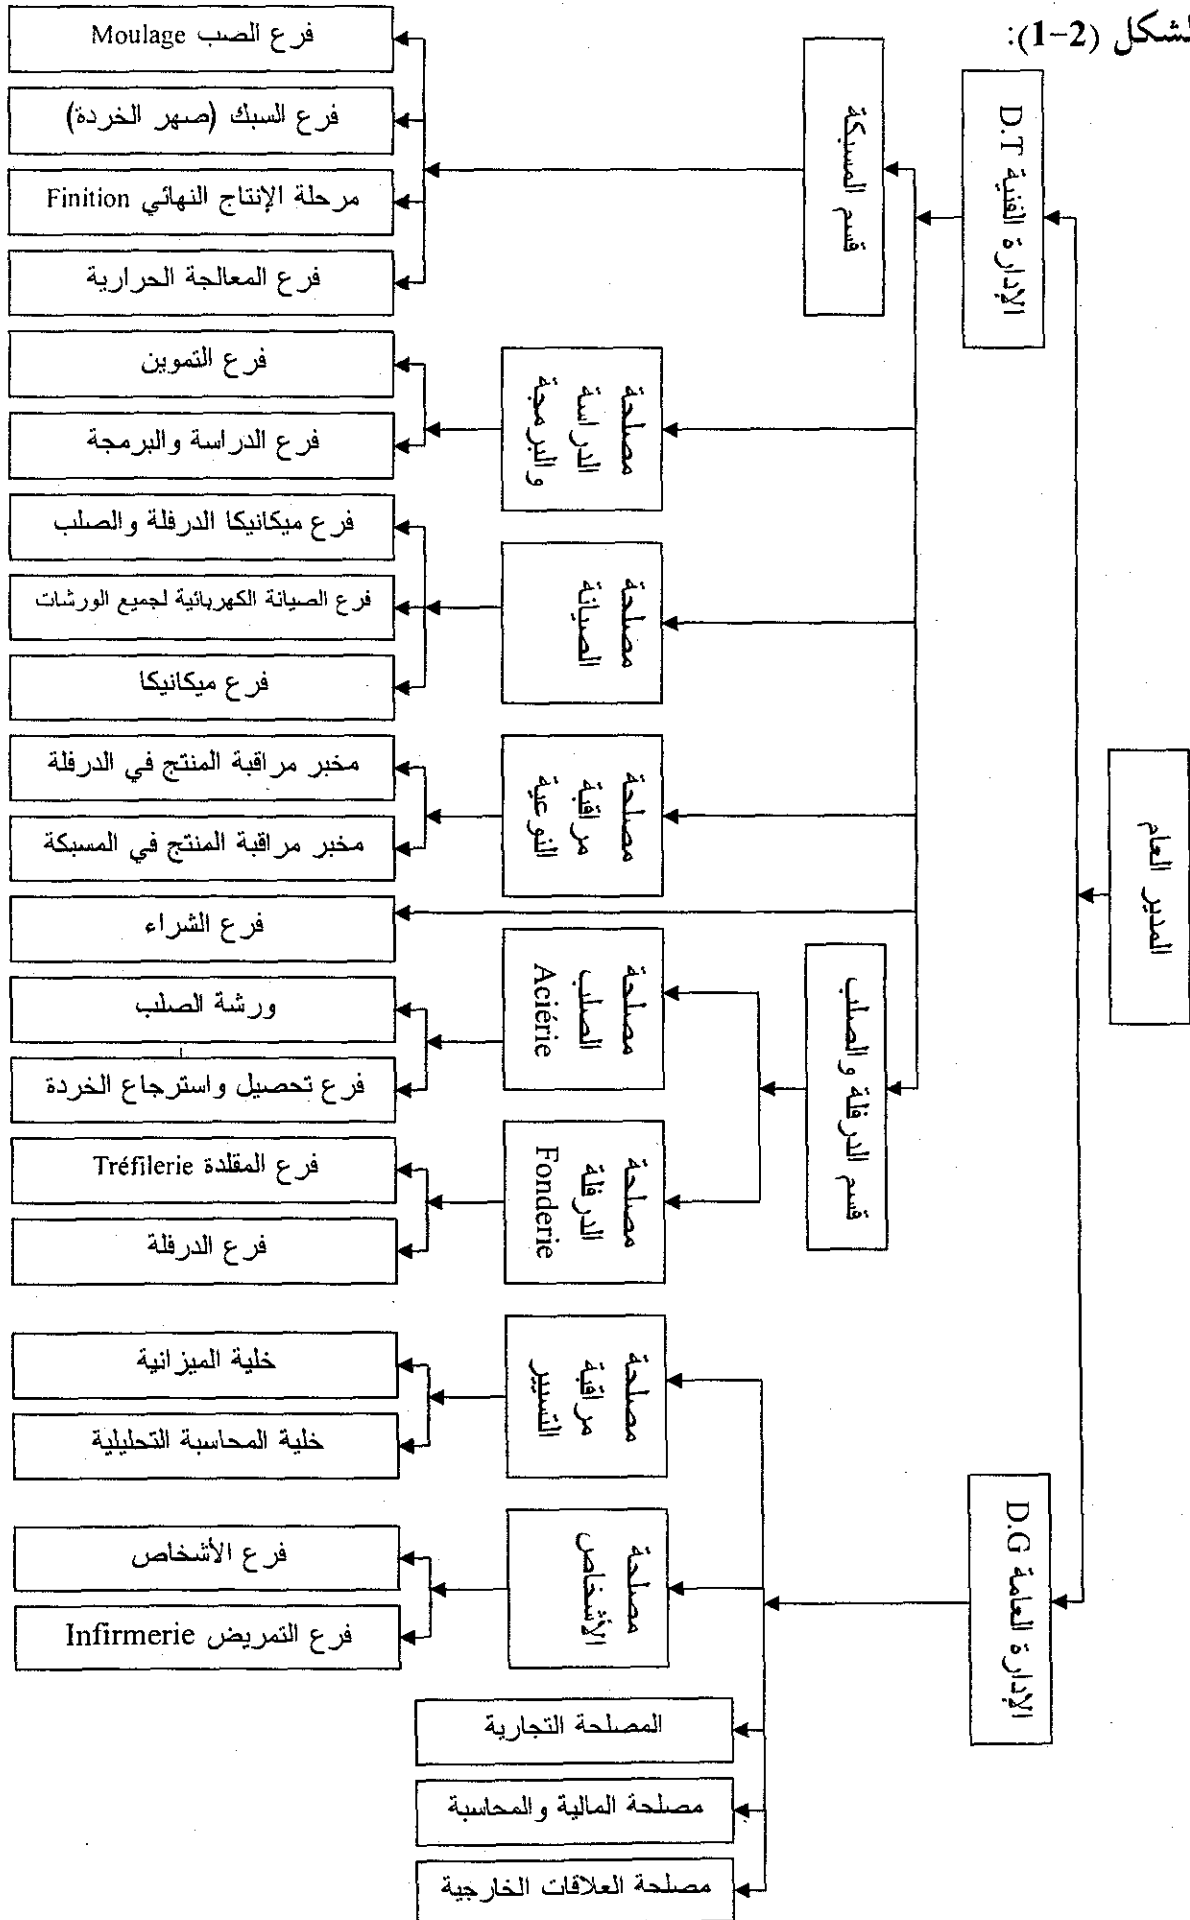 لشكل (2-1):
المدير العام
الإدارة الفنية D.T
قسم المسبكة
فرع الصب Moulage
فرع السبك (صهر الخردة)
مرحلة الإنتاج النهائي Finition
فرع المعالجة الحرارية
مصلحة
الدراسة
والبرمجة
فرع التموين
فرع الدراسة والبرمجة
مصلحة
الصيانة
فرع ميكانيكا الدرفلة والصلب
فرع الصيانة الكهربائية لجميع الورشات
فرع ميكانيكا
مصلحة
مراقبة
النوعية
مخبر مراقبة المنتج في الدرفلة
مخبر مراقبة المنتج في المسبكة
فرع الشراء
قسم الدرفلة والصلب
مصلحة
الصلب
Aciérie
ورشة الصلب
فرع تحصيل واسترجاع الخردة
مصلحة
الدرفلة
Fonderie
فرع المقلدة Tréfilerie
فرع الدرفلة
الإدارة العامة D.G
مصلحة
مراقبة
التسيير
خلية الميزانية
خلية المحاسبة التحليلية
مصلحة
الأشخاص
فرع الأشخاص
فرع التمريض Infirmerie
المصلحة التجارية
مصلحة المالية والمحاسبة
مصلحة العلاقات الخارجية